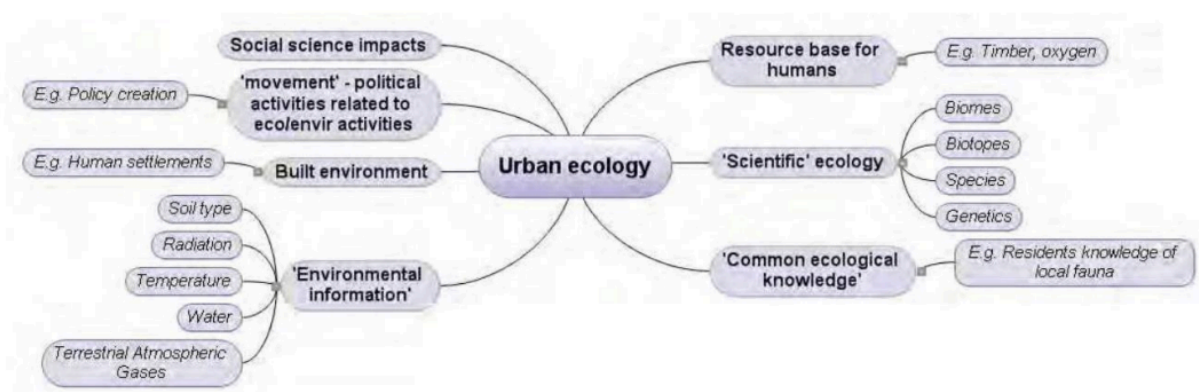 Social science impacts
'movement' - political
activities related to
eco/envir activities
E.g. Policy creation
Built environment
E.g. Human settlements
'Environmental
information'
Soil type
Radiation
Temperature
Water
Terrestrial Atmospheric
Gases
Urban ecology
Resource base for
humans
E.g. Timber, oxygen
'Scientific' ecology
Biomes
Biotopes
Species
Genetics
'Common ecological
knowledge'
E.g. Residents knowledge of
local fauna